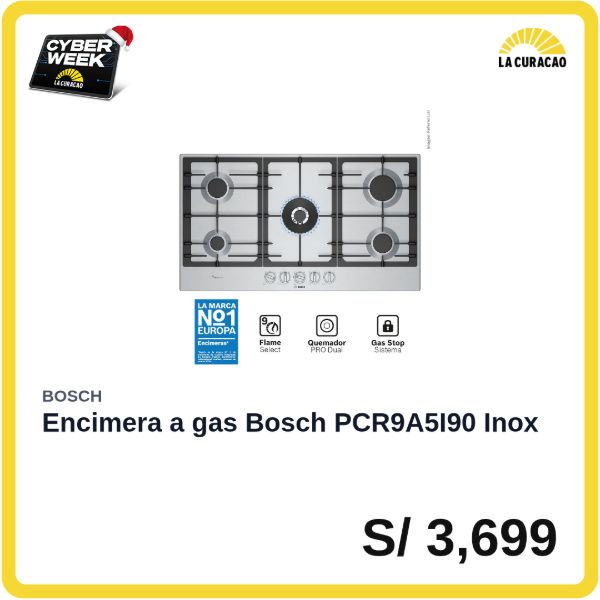 CYBER
WEEK
LA CURACAO
LA CURACAO
LA MARCA
Nº1
EUROPA
Encimeras*
9
Flame
Select
Quemador
PRO Dual
Gas Stop
Sistema
BOSCH
Encimera a gas Bosch PCR9A5I90 Inox
S/ 3,699